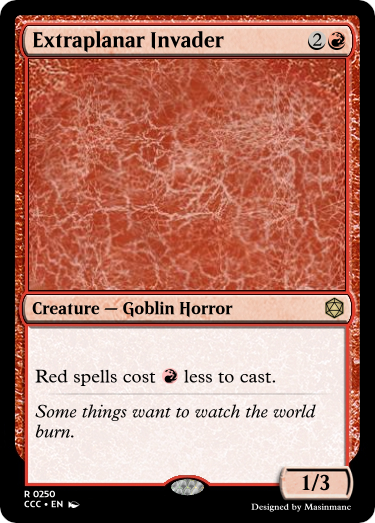 Extraplanar Invader 2
Creature — Goblin Horror
Red spells cost less to cast.
Some things want to watch the world
burn.
1/3
R 0250
CCC • EN
Designed by Masinmanc